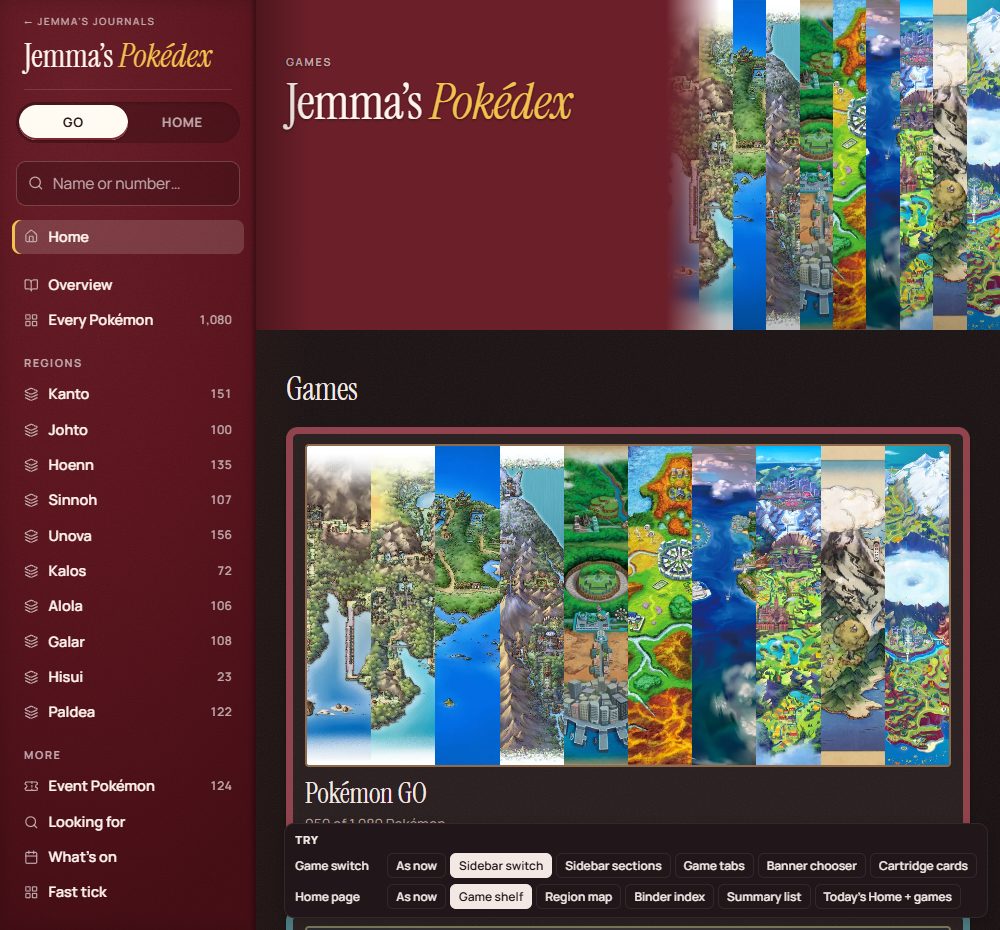 ← JEMMA'S JOURNALS
Jemma's Pokédex
GO HOME
Name or number...
Home
Overview
Every Pokémon 1,080
REGIONS
Kanto 151
Johto 100
Hoenn 135
Sinnoh 107
Unova 156
Kalos 72
Alola 106
Galar 108
Hisui 23
Paldea 122
MORE
Event Pokémon 124
Looking for
What's on
Fast tick
GAMES
Jemma's Pokédex
Games
Pokémon GO
TRY
Game switch As now Sidebar switch Sidebar sections Game tabs Banner chooser Cartridge cards
Home page As now Game shelf Region map Binder index Summary list Today's Home + games